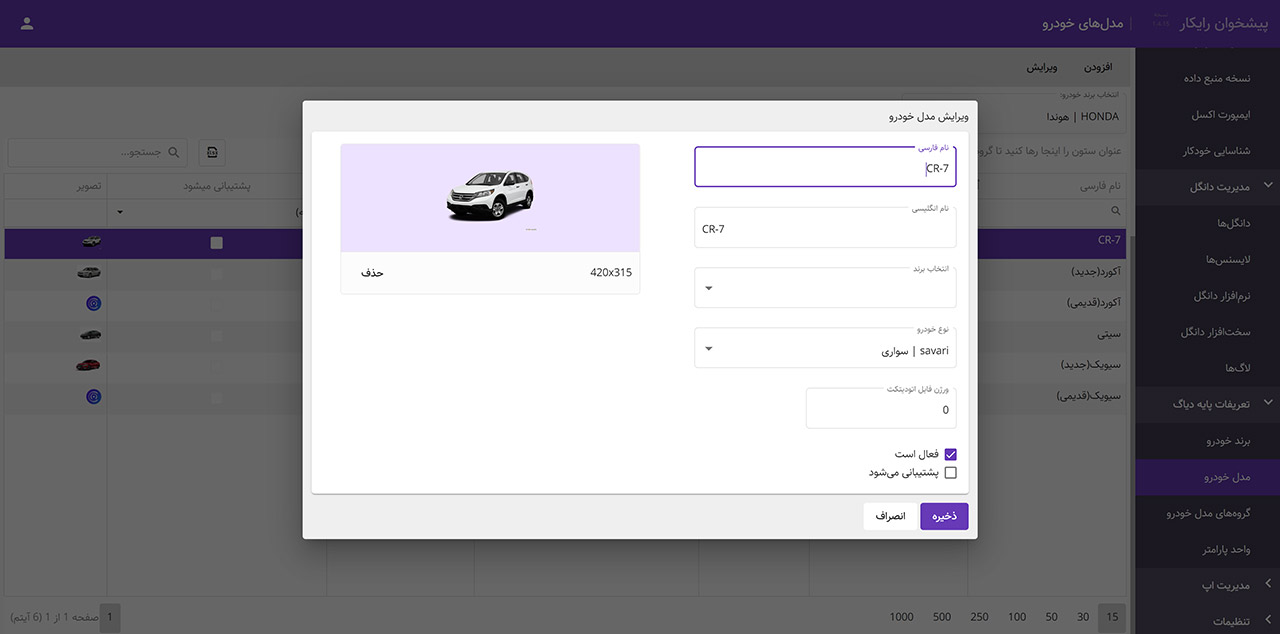 پیشخوان رایکار
نسخه
| مدل‌های خودرو
افزودن
ویرایش
انتخاب برند خودرو:
HONDA | هوندا
جستجو...
عنوان ستون را اینجا رها کنید تا
نام فارسی
پشتیبانی میشود
تصویر
CR-7
آکورد(جدید)
آکورد(قدیمی)
سیتی
سیویک(جدید)
سیویک(قدیمی)
ویرایش مدل خودرو
نام فارسی
CR-7
نام انگلیسی
CR-7
انتخاب برند
نوع خودرو
savari | سواری
ورژن فایل اتودیتکت
0
فعال است
پشتیبانی می‌شود
420x315
حذف
ذخیره
انصراف
نسخه منبع داده
ایمپورت اکسل
شناسایی خودکار
مدیریت دانگل
دانگل‌ها
لایسنس‌ها
نرم‌افزار دانگل
سخت‌افزار دانگل
لاگ‌ها
تعریفات پایه دیاگ
برند خودرو
مدل خودرو
گروه‌های مدل خودرو
واحد پارامتر
مدیریت اپ
تنظیمات
15 30 50 100 250 500 1000
صفحه 1 از 1 (6 آیتم) 1